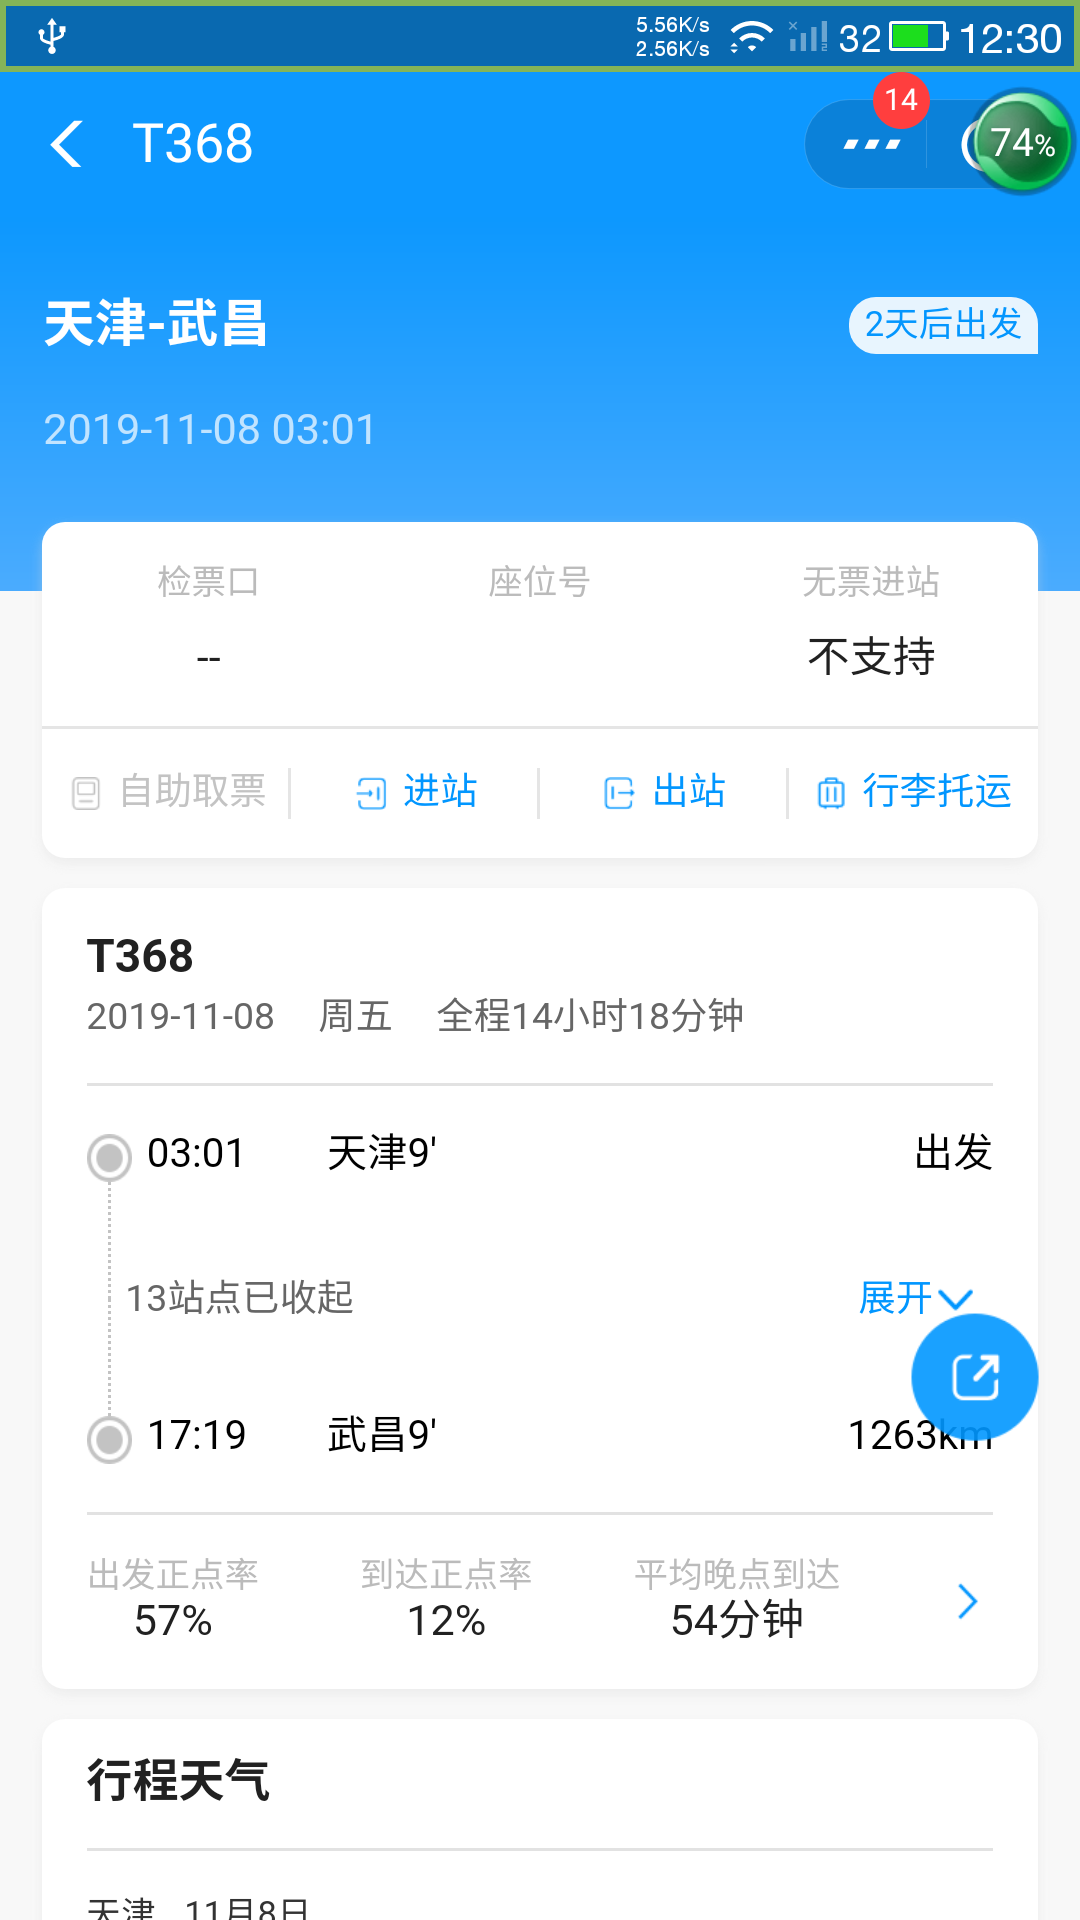 5.56K/s
2.56K/s
32
12:30
T368
14
74%
天津-武昌
2天后出发
2019-11-08 03:01
检票口 座位号 无票进站
-- 不支持
自助取票 进站 出站 行李托运
T368
2019-11-08 周五 全程14小时18分钟
03:01 天津9' 出发
13站点已收起 展开
17:19 武昌9' 1263km
出发正点率 到达正点率 平均晚点到达
57% 12% 54分钟
行程天气
天津 11月8日